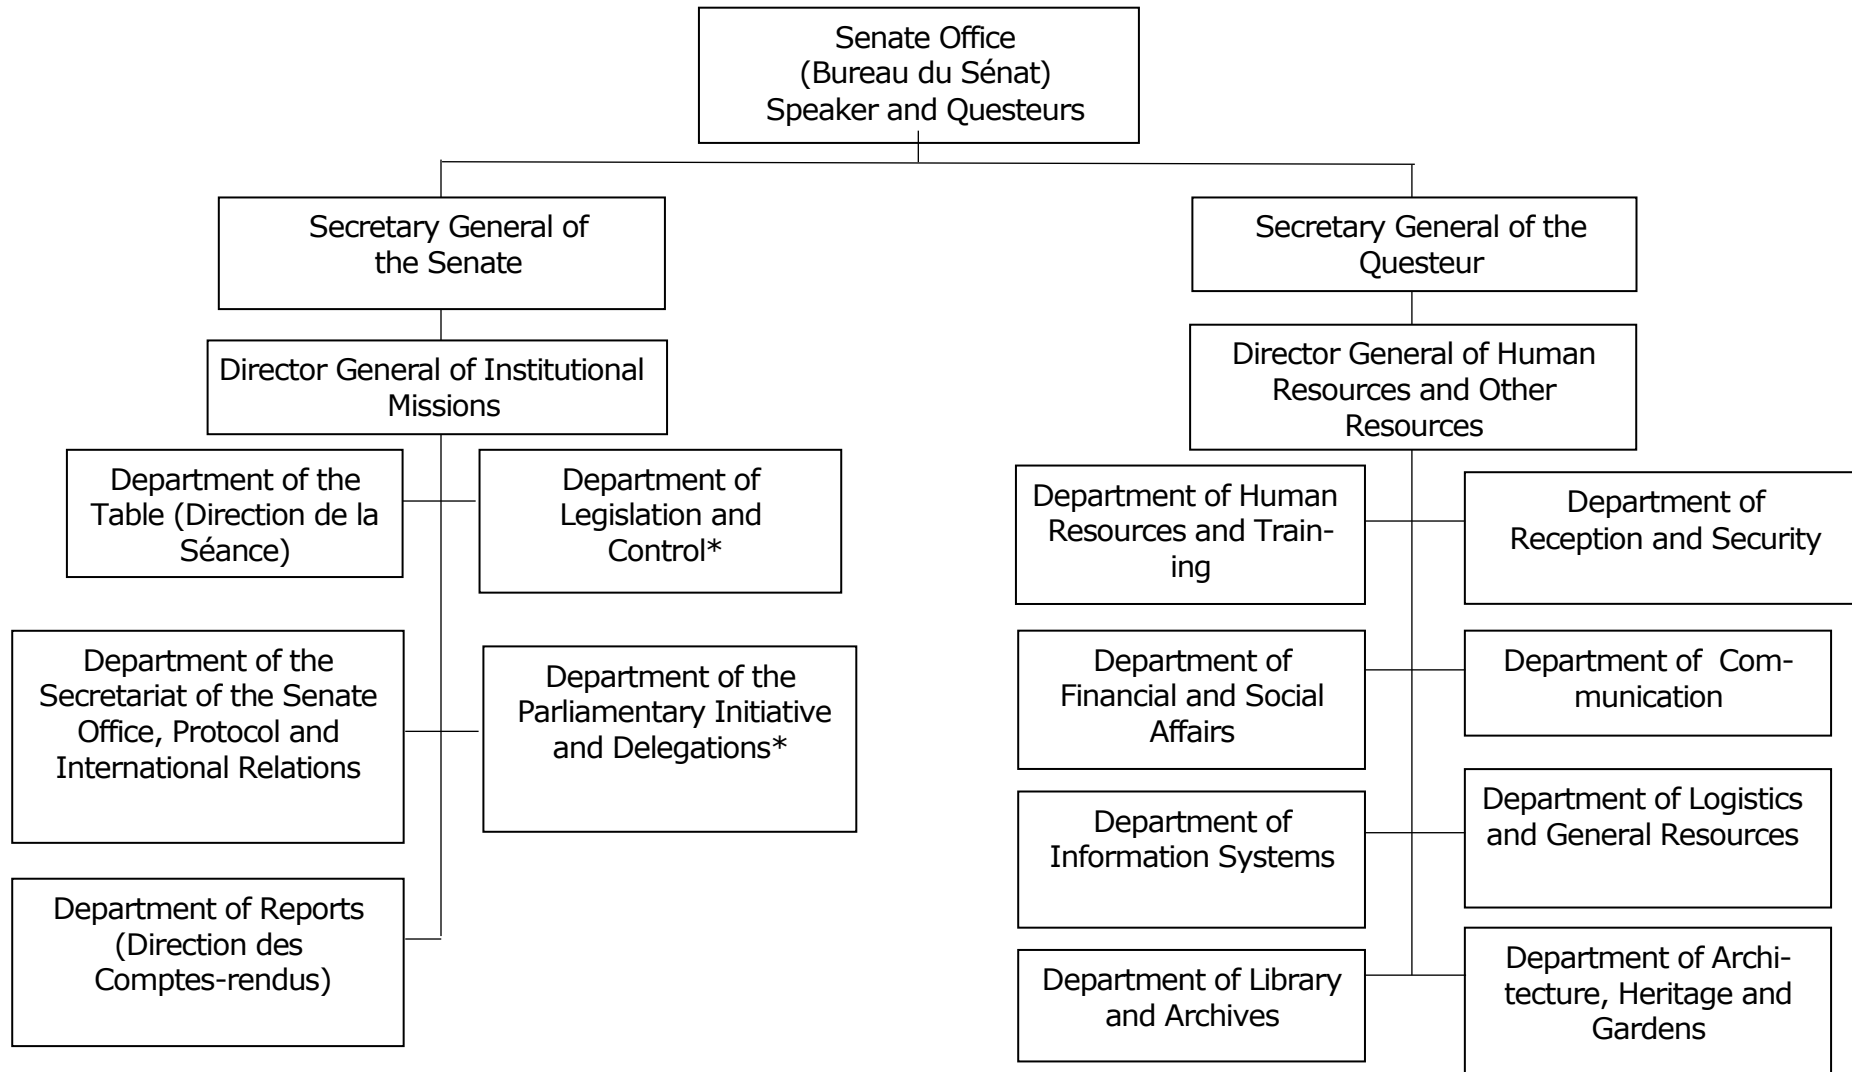 Senate Office
(Bureau du Sénat)
Speaker and Questeurs
Secretary General of
the Senate
Secretary General of the
Questeur
Director General of Institutional
Missions
Director General of Human
Resources and Other
Resources
Department of the
Table (Direction de la
Séance)
Department of
Legislation and
Control*
Department of Human
Resources and Train-
ing
Department of
Reception and Security
Department of the
Secretariat of the Senate
Office, Protocol and
International Relations
Department of the
Parliamentary Initiative
and Delegations*
Department of
Financial and Social
Affairs
Department of Com-
munication
Department of
Information Systems
Department of Logistics
and General Resources
Department of Reports
(Direction des
Comptes-rendus)
Department of Library
and Archives
Department of Archi-
tecture, Heritage and
Gardens